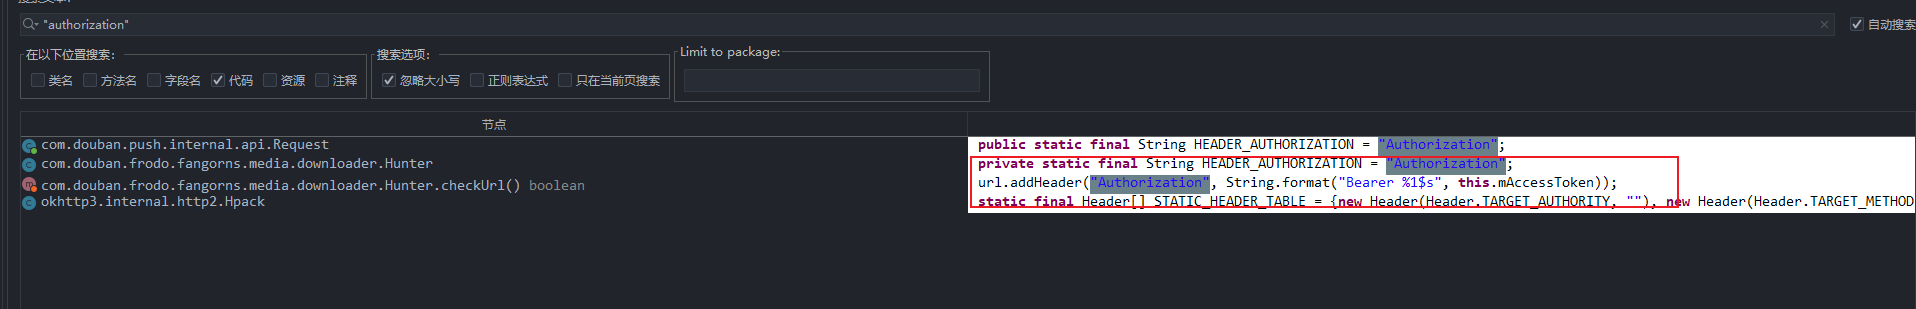 "authorization"
自动搜索
在以下位置搜索:
类名 方法名 字段名 代码 资源 注释
搜索选项:
忽略大小写 正则表达式 只在当前页搜索
Limit to package:
节点
com.douban.push.internal.api.Request public static final String HEADER_AUTHORIZATION = "Authorization";
com.douban.frodo.fangorns.media.downloader.Hunter private static final String HEADER_AUTHORIZATION = "Authorization";
com.douban.frodo.fangorns.media.downloader.Hunter.checkUrl() boolean url.addHeader("Authorization", String.format("Bearer %1$s", this.mAccessToken));
okhttp3.internal.http2.Hpack static final Header[] STATIC_HEADER_TABLE = {new Header(Header.TARGET_AUTHORITY, ""), new Header(Header.TARGET_METHOD